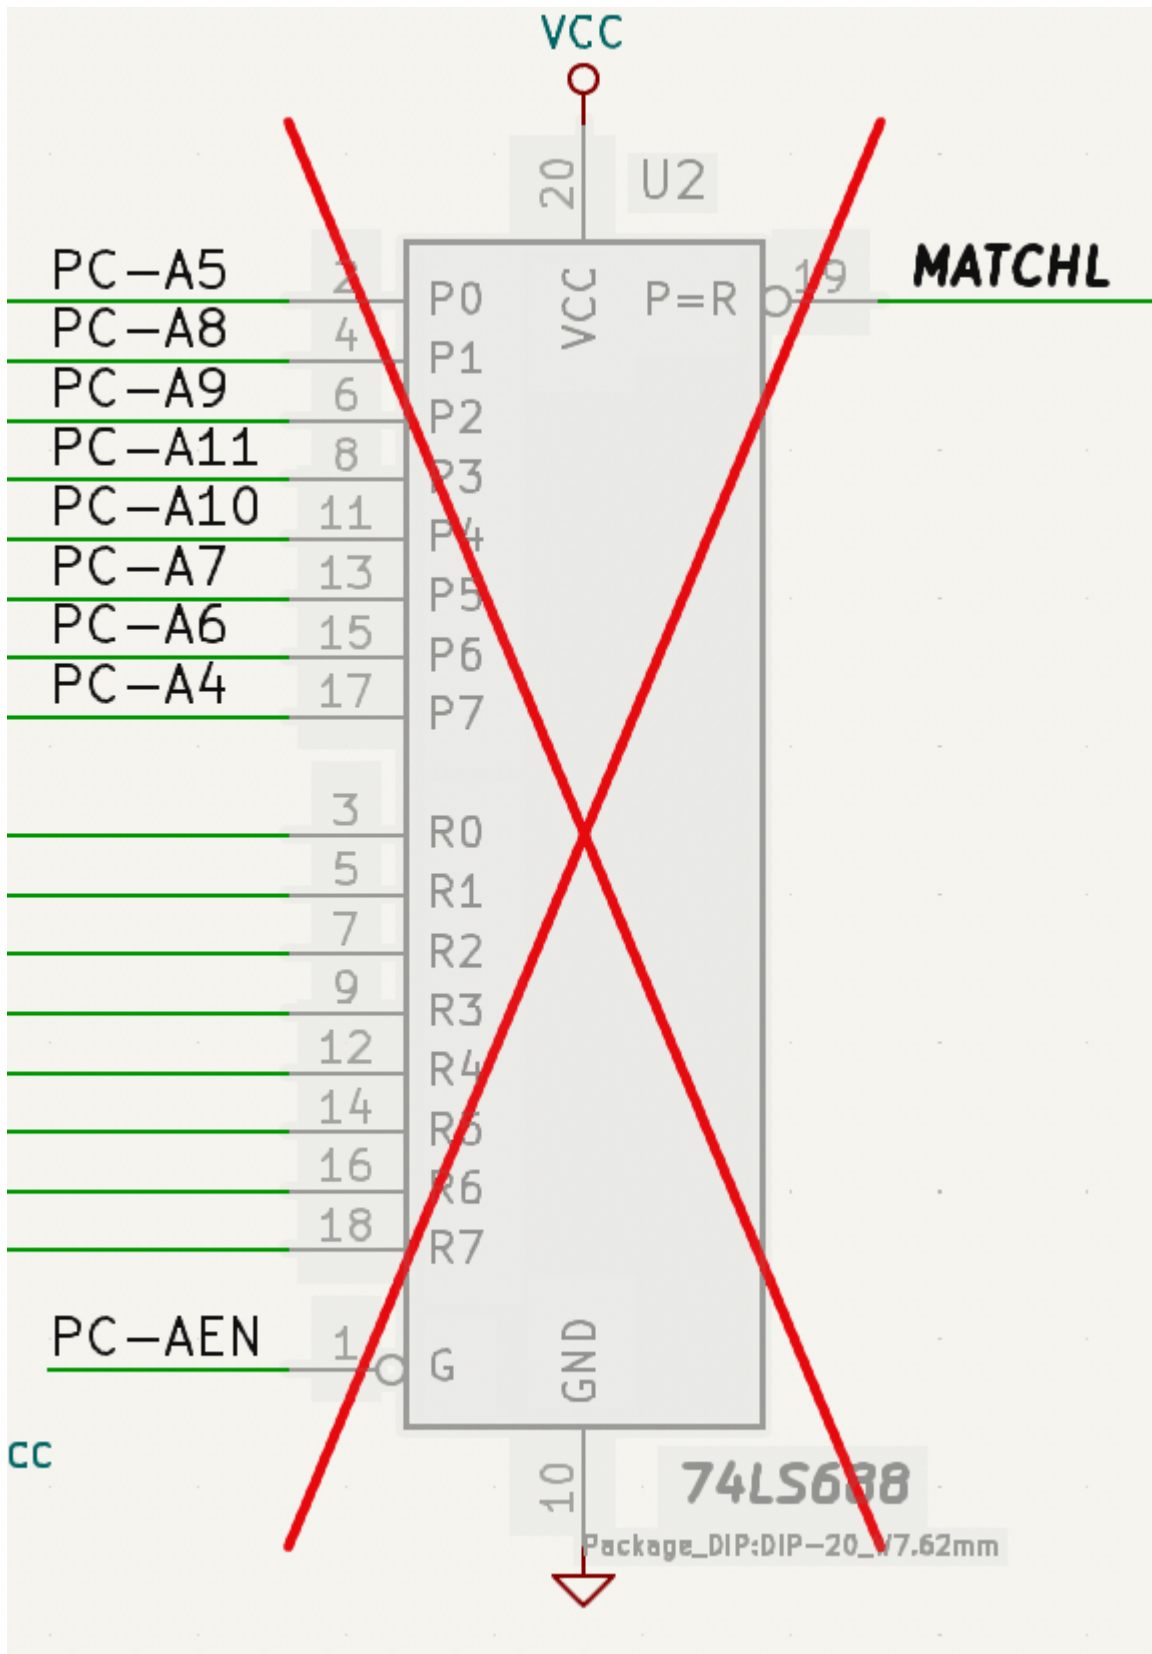 VCC
20
U2
PC-A5 2 P0 VCC P=R 19 MATCHL
PC-A8 4 P1
PC-A9 6 P2
PC-A11 8 P3
PC-A10 11 P4
PC-A7 13 P5
PC-A6 15 P6
PC-A4 17 P7
3 R0
5 R1
7 R2
9 R3
12 R4
14 R5
16 R6
18 R7
PC-AEN 1 G GND
CC
10
74LS688
Package_DIP:DIP-20_W7.62mm